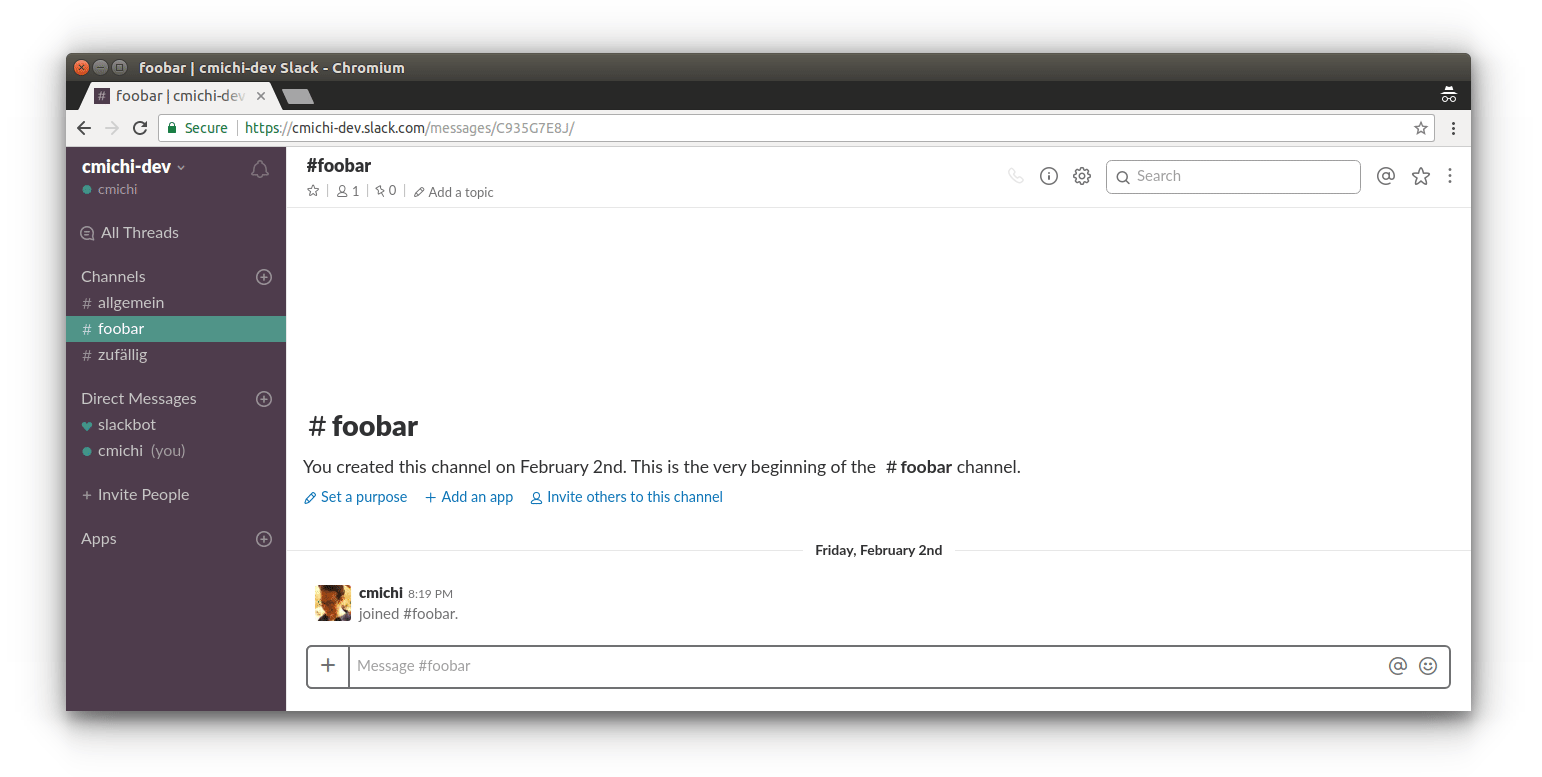 foobar | cmichi-dev Slack - Chromium
# foobar | cmichi-dev
Secure https://cmichi-dev.slack.com/messages/C935G7E8J/
cmichi-dev
cmichi
All Threads
Channels
# allgemein
# foobar
# zufällig
Direct Messages
slackbot
cmichi (you)
+ Invite People
Apps
#foobar
1 0 Add a topic
Search
# foobar
You created this channel on February 2nd. This is the very beginning of the # foobar channel.
Set a purpose + Add an app Invite others to this channel
Friday, February 2nd
cmichi 8:19 PM
joined #foobar.
+ Message #foobar @